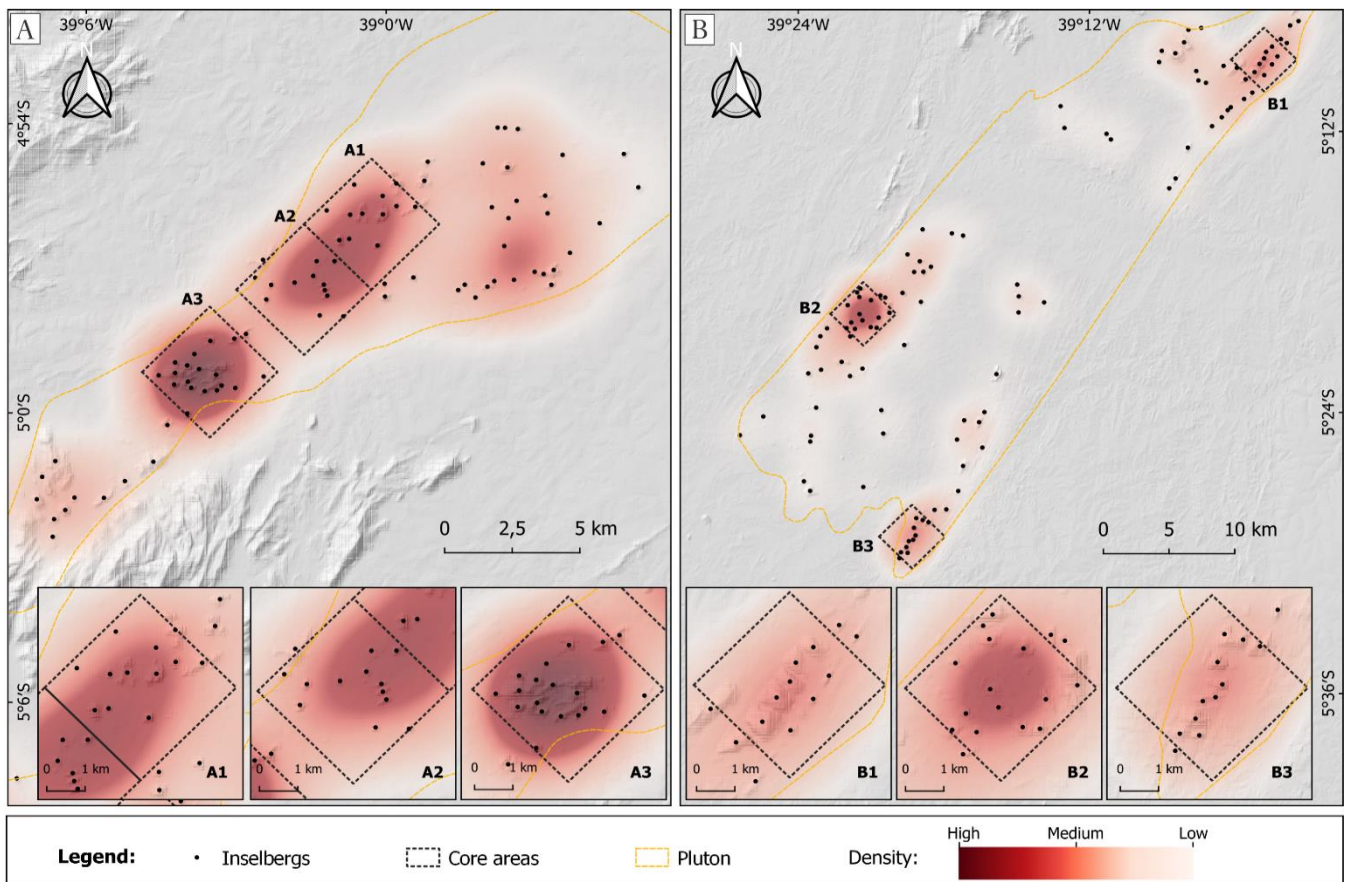 A
39°6′W
39°0′W
N
4°54′S
A1
A2
A3
5°0′S
0 2,5 5 km
5°6′S
0 1 km
A1
0 1 km
A2
0 1 km
A3
B
39°24′W
39°12′W
N
B1
5°12′S
B2
5°24′S
B3
0 5 10 km
5°36′S
0 1 km
B1
0 1 km
B2
0 1 km
B3
Legend:
Inselbergs
Core areas
Pluton
Density:
High Medium Low